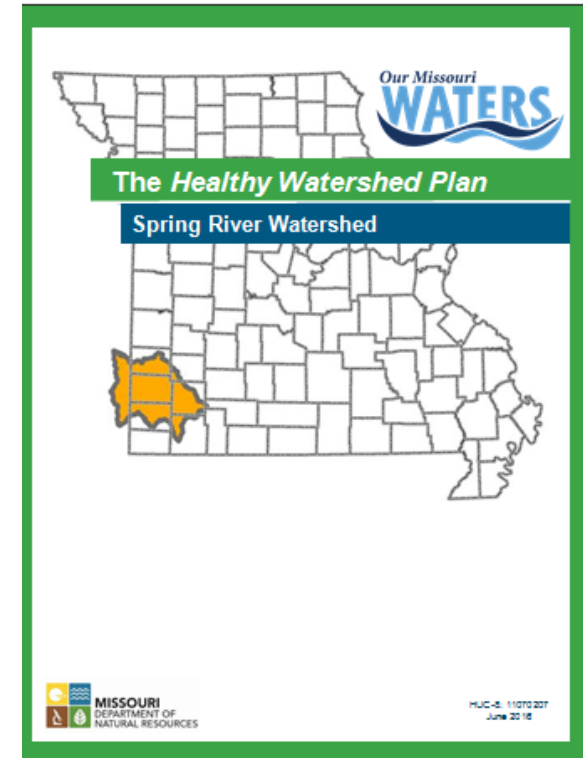 Our Missouri
WATERS
The Healthy Watershed Plan
Spring River Watershed
MISSOURI
DEPARTMENT OF
NATURAL RESOURCES
HUC-8: 11070207
June 2016